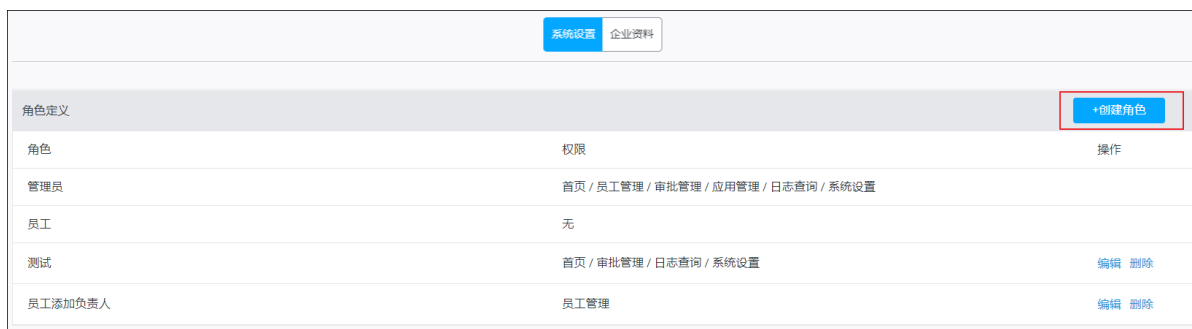 系统设置 企业资料
角色定义 +创建角色
角色 权限 操作
管理员 首页 / 员工管理 / 审批管理 / 应用管理 / 日志查询 / 系统设置
员工 无
测试 首页 / 审批管理 / 日志查询 / 系统设置 编辑 删除
员工添加负责人 员工管理 编辑 删除